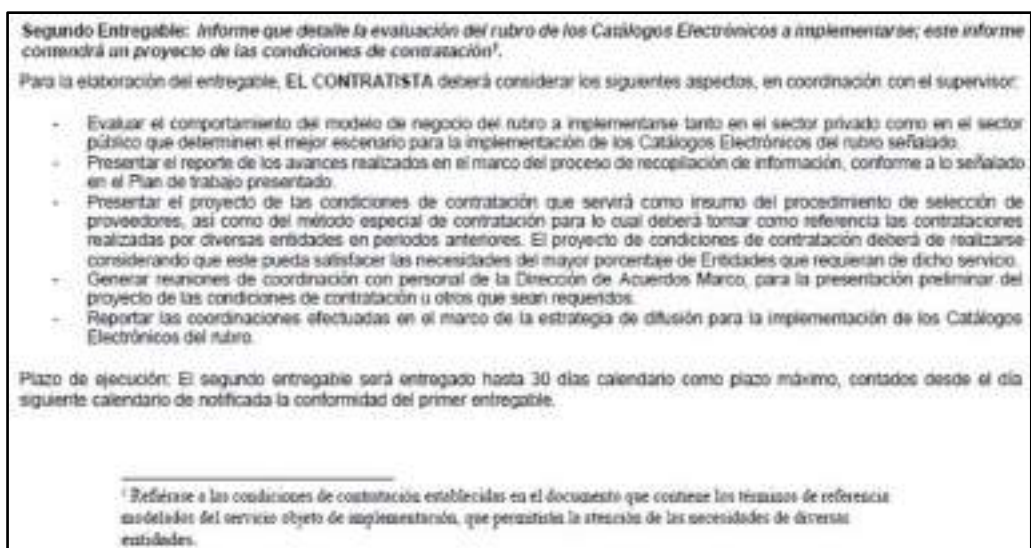 Segundo Entregable: Informe que detalle la evaluación del rubro de los Catálogos Electrónicos a implementarse; este informe
contendrá un proyecto de las condiciones de contratación¹.
Para la elaboración del entregable, EL CONTRATISTA deberá considerar los siguientes aspectos, en coordinación con el supervisor:
- Evaluar el comportamiento del modelo de negocio del rubro a implementarse tanto en el sector privado como en el sector
público que determinen el mejor escenario para la implementación de los Catálogos Electrónicos del rubro señalado.
- Presentar el reporte de los avances realizados en el marco del proceso de recopilación de información, conforme a lo señalado
en el Plan de trabajo presentado.
- Presentar el proyecto de las condiciones de contratación que servirá como insumo del procedimiento de selección de
proveedores, así como del método especial de contratación para lo cual deberá tomar como referencia las contrataciones
realizadas por diversas entidades en periodos anteriores. El proyecto de condiciones de contratación deberá de realizarse
considerando que este pueda satisfacer las necesidades del mayor porcentaje de Entidades que requieran de dicho servicio.
- Generar reuniones de coordinación con personal de la Dirección de Acuerdos Marco, para la presentación preliminar del
proyecto de las condiciones de contratación u otros que sean requeridos.
- Reportar las coordinaciones efectuadas en el marco de la estrategia de difusión para la implementación de los Catálogos
Electrónicos del rubro.
Plazo de ejecución: El segundo entregable será entregado hasta 30 días calendario como plazo máximo, contados desde el día
siguiente calendario de notificada la conformidad del primer entregable.
¹ Refiérase a las condiciones de contratación establecidas en el documento que contiene los términos de referencia
modelados del servicio objeto de implementación, que permitirán la atención de las necesidades de diversas
entidades.